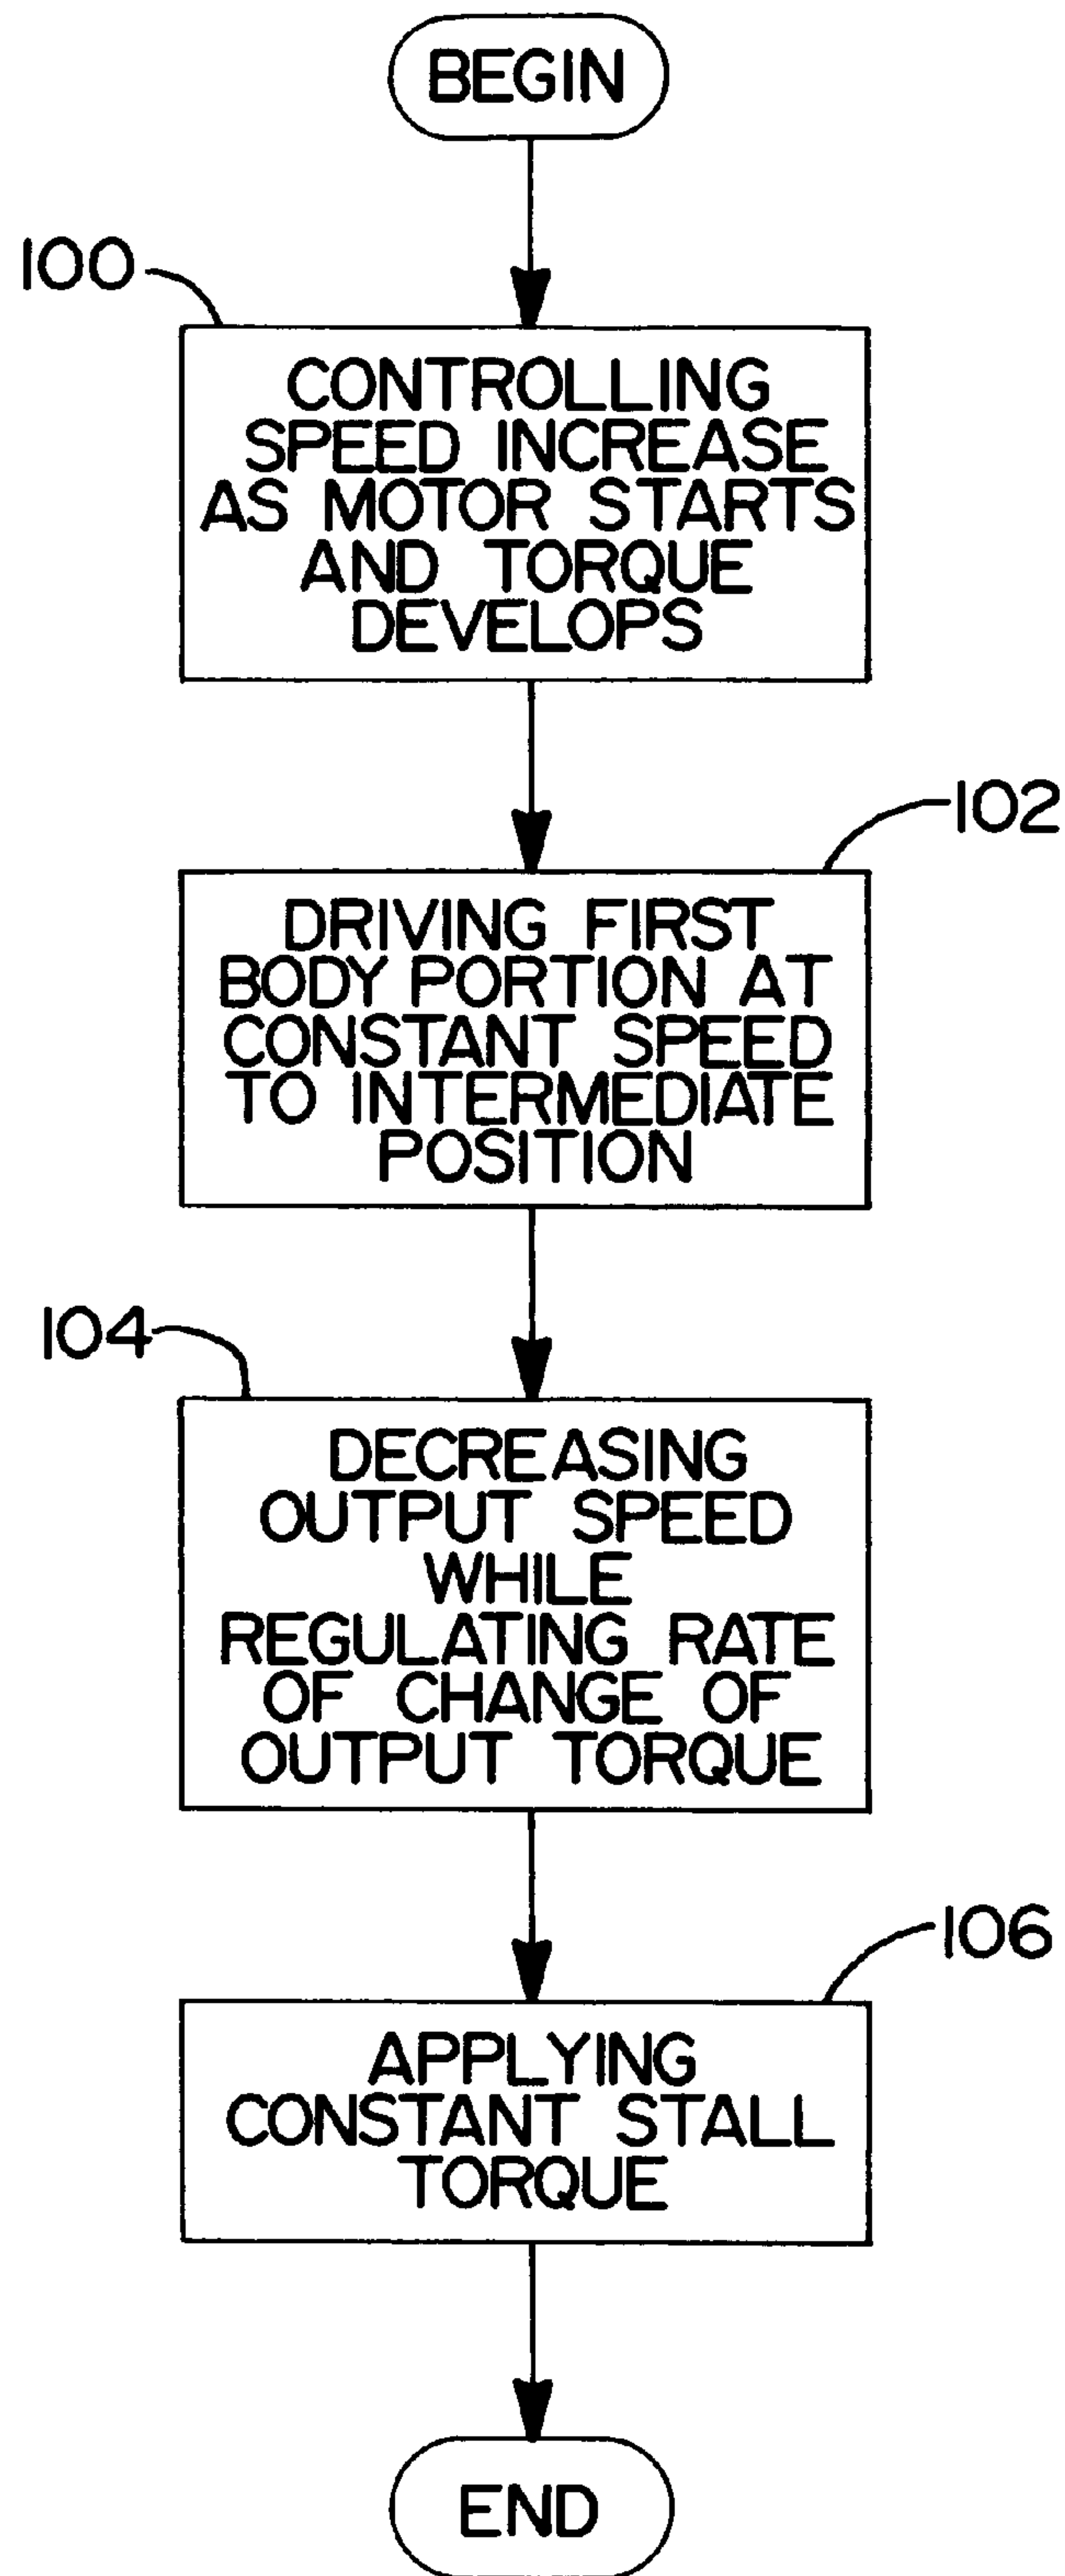 BEGIN
100
CONTROLLING
SPEED INCREASE
AS MOTOR STARTS
AND TORQUE
DEVELOPS
102
DRIVING FIRST
BODY PORTION AT
CONSTANT SPEED
TO INTERMEDIATE
POSITION
104
DECREASING
OUTPUT SPEED
WHILE
REGULATING RATE
OF CHANGE OF
OUTPUT TORQUE
106
APPLYING
CONSTANT STALL
TORQUE
END